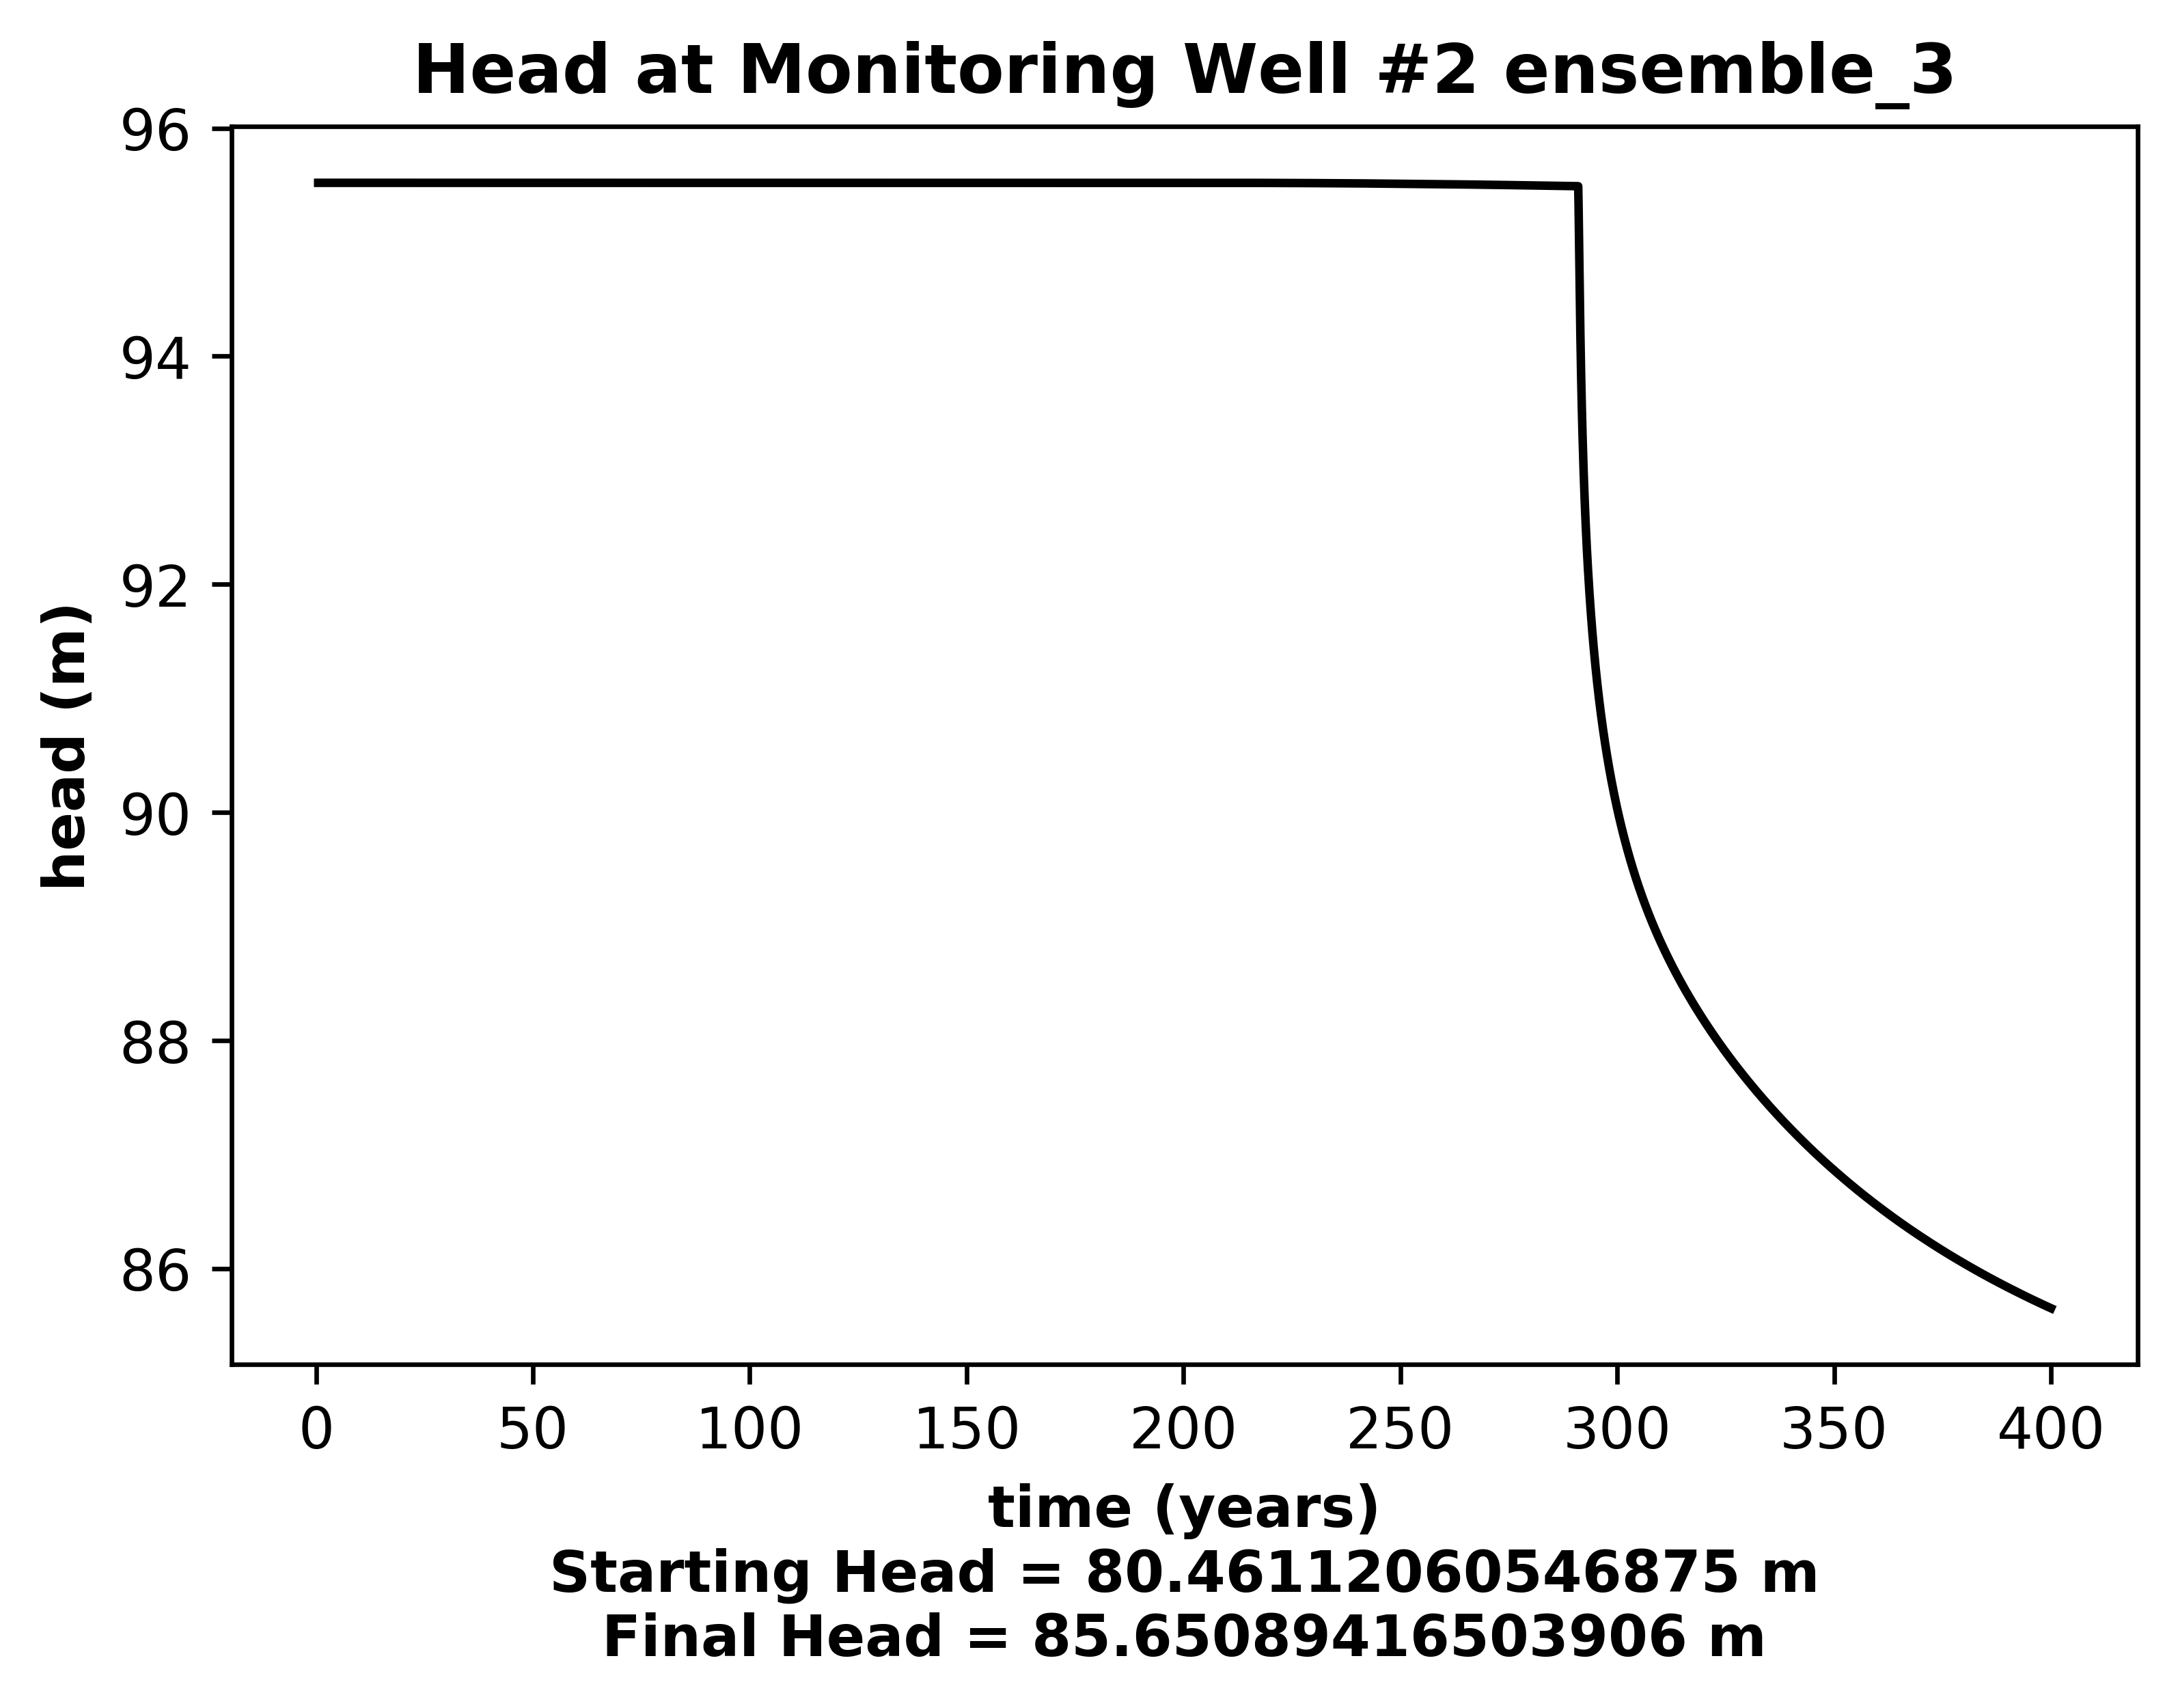 Head at Monitoring Well #2 ensemble_3
96
94
92
90
88
86
head (m)
0 50 100 150 200 250 300 350 400
time (years)
Starting Head = 80.46112060546875 m
Final Head = 85.65089416503906 m